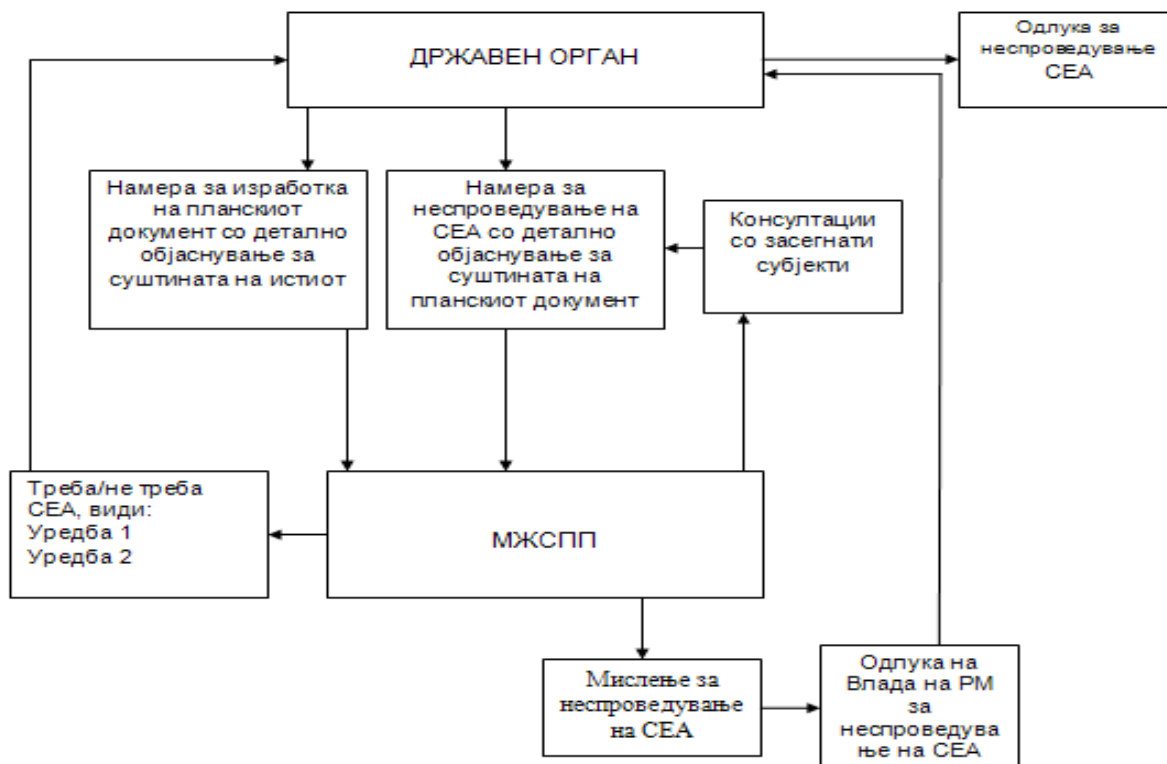 ДРЖАВЕН ОРГАН
Одлука за
неспроведување
СЕА
Намера за изработка
на планскиот
документ со детално
објаснување за
суштината на истиот
Намера за
неспроведување на
СЕА со детално
објаснување за
суштината на
планскиот документ
Консултации
со засегнати
субјекти
Треба/не треба
СЕА, види:
Уредба 1
Уредба 2
МЖСПП
Мислење за
неспроведување
на СЕА
Одлука на
Влада на РМ
за
неспроведува
ње на СЕА